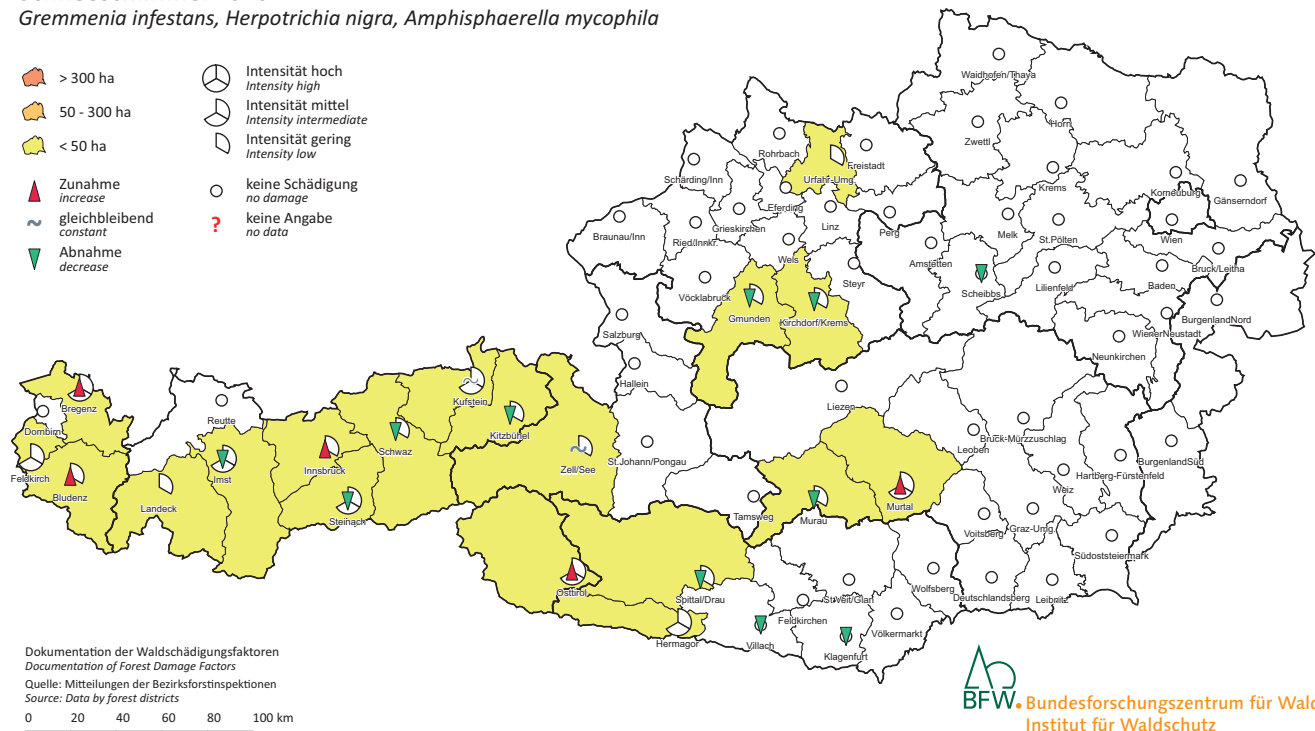 Gremmenia infestans, Herpotrichia nigra, Amphisphaerella mycophila
> 300 ha
50 - 300 ha
< 50 ha
Zunahme
increase
gleichbleibend
constant
Abnahme
decrease
Intensität hoch
Intensity high
Intensität mittel
Intensity intermediate
Intensität gering
Intensity low
keine Schädigung
no damage
?
keine Angabe
no data
Waidhofen/Thaya
Horn
Zwettl
Rohrbach
Freistadt
Urfahr-Umg.
Schärding/Inn
Krems
Korneuburg
Gänserndorf
Eferding
Grieskirchen
Linz
Perg
Braunau/Inn
Ried/Innkr.
Melk
St.Pölten
Wien
Wels
Amstetten
Bruck/Leitha
Steyr
Scheibbs
Lilienfeld
Baden
Vöcklabruck
Gmunden
Kirchdorf/Krems
BurgenlandNord
Salzburg
WienerNeustadt
Neunkirchen
Hallein
Liezen
Bregenz
Dornbirn
Reutte
Kufstein
Kitzbühel
Schwaz
Innsbruck
Zell/See
St.Johann/Pongau
Leoben
Bruck-Mürzzuschlag
BurgenlandSüd
Hartberg-Fürstenfeld
Weiz
Feldkirch
Bludenz
Landeck
Imst
Steinach
Tamsweg
Murau
Murtal
Voitsberg
Graz-Umg.
Südoststeiermark
Osttirol
Spittal/Drau
St.Veit/Glan
Wolfsberg
Deutschlandsberg
Leibnitz
Feldkirchen
Völkermarkt
Hermagor
Villach
Klagenfurt
Dokumentation der Waldschädigungsfaktoren
Documentation of Forest Damage Factors
Quelle: Mitteilungen der Bezirksforstinspektionen
Source: Data by forest districts
0 20 40 60 80 100 km
BFW
Bundesforschungszentrum für Wald
Institut für Waldschutz